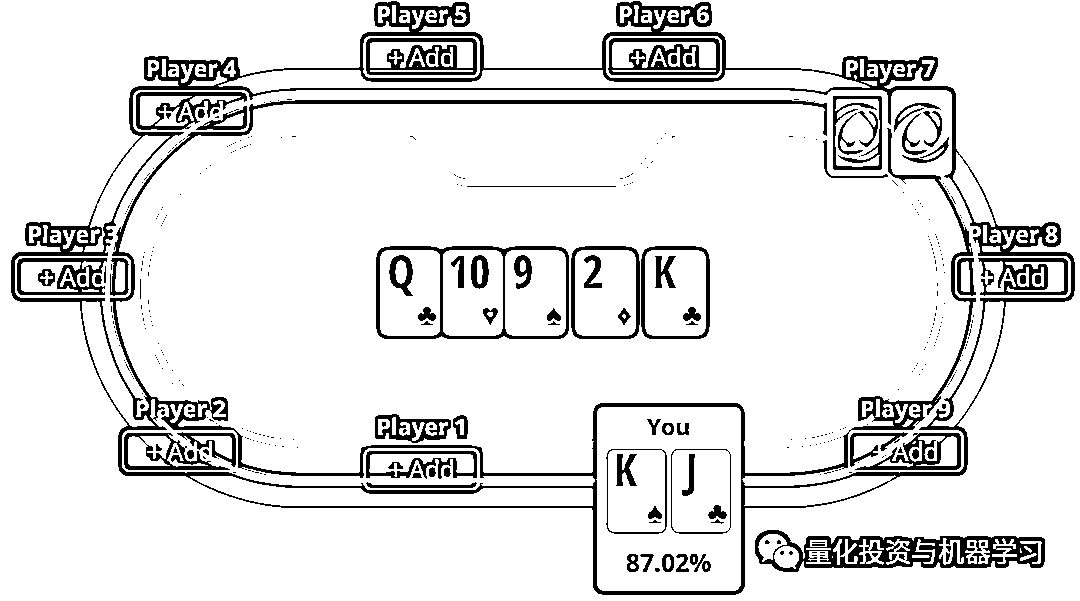 Player 5
+ Add
Player 6
+ Add
Player 4
+ Add
Player 7
Player 3
+ Add
Player 8
+ Add
Q 10 9 2 K
Player 2
+ Add
Player 1
+ Add
You
K J
87.02%
Player 9
+ Add
量化投资与机器学习